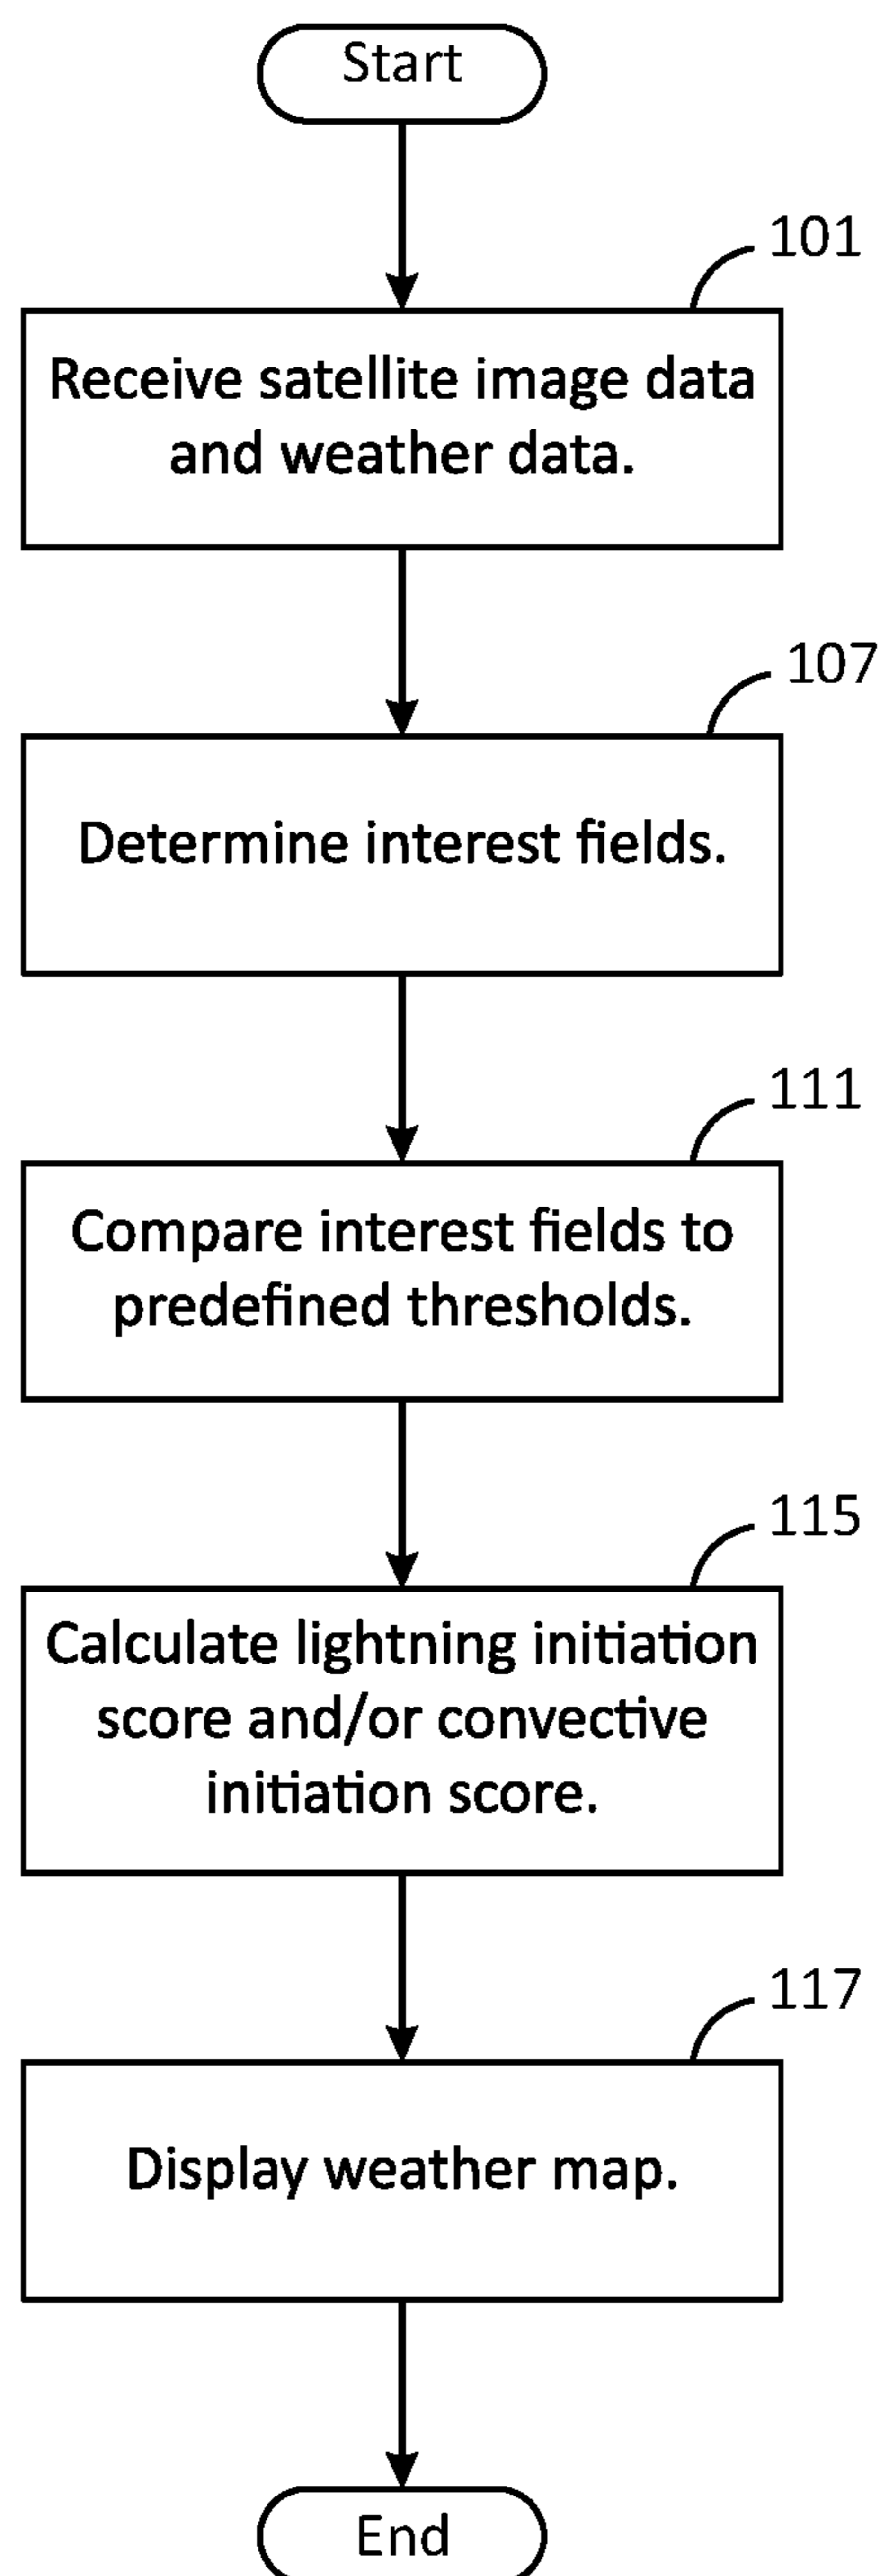 Start
101
Receive satellite image data
and weather data.
107
Determine interest fields.
111
Compare interest fields to
predefined thresholds.
115
Calculate lightning initiation
score and/or convective
initiation score.
117
Display weather map.
End